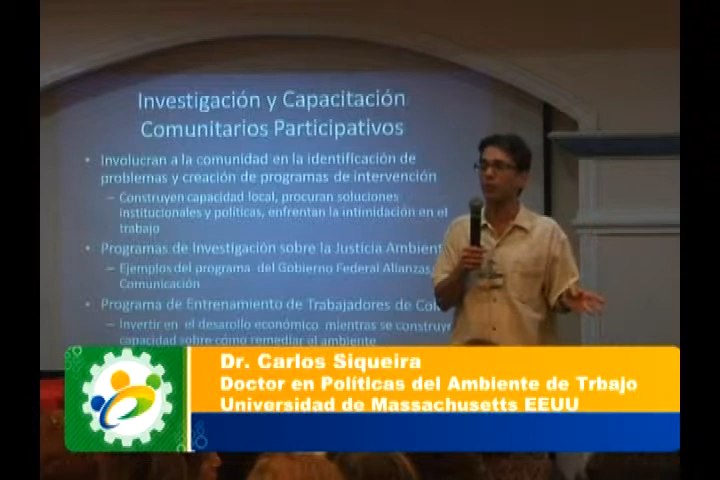 Investigación y Capacitación
Comunitarios Participativos
• Involucran a la comunidad en la identificación de
problemas y creación de programas de intervención
– Construyen capacidad local, procuran soluciones
institucionales y políticas, enfrentan la intimidación en el
trabajo
• Programas de Investigación sobre la Justicia
– Ejemplos del programa del Gobierno Federal Alianzas
Comunicación
• Programa de Entrenamiento de Trabajadores de
– Invertir en el desarollo económico mientras se
capacidad sobre cómo remediar el ambiente
Dr. Carlos Siqueira
Doctor en Políticas del Ambiente de Trbajo
Universidad de Massachusetts EEUU